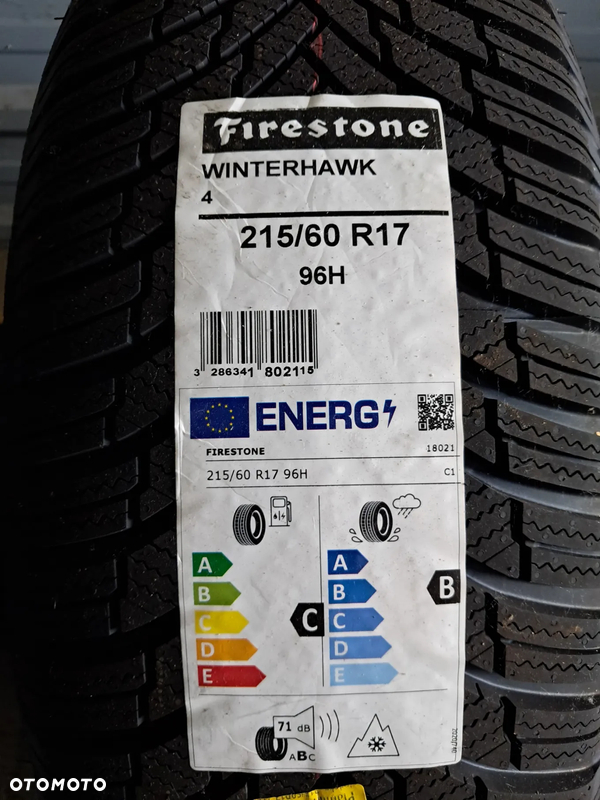 Firestone
WINTERHAWK
4
215/60 R17
96H
3 286341 802115
ENERG
FIRESTONE 18021
215/60 R17 96H C1
A A
B B B
C C C
D D
E E
71 dB
ABC
OTOMOTO